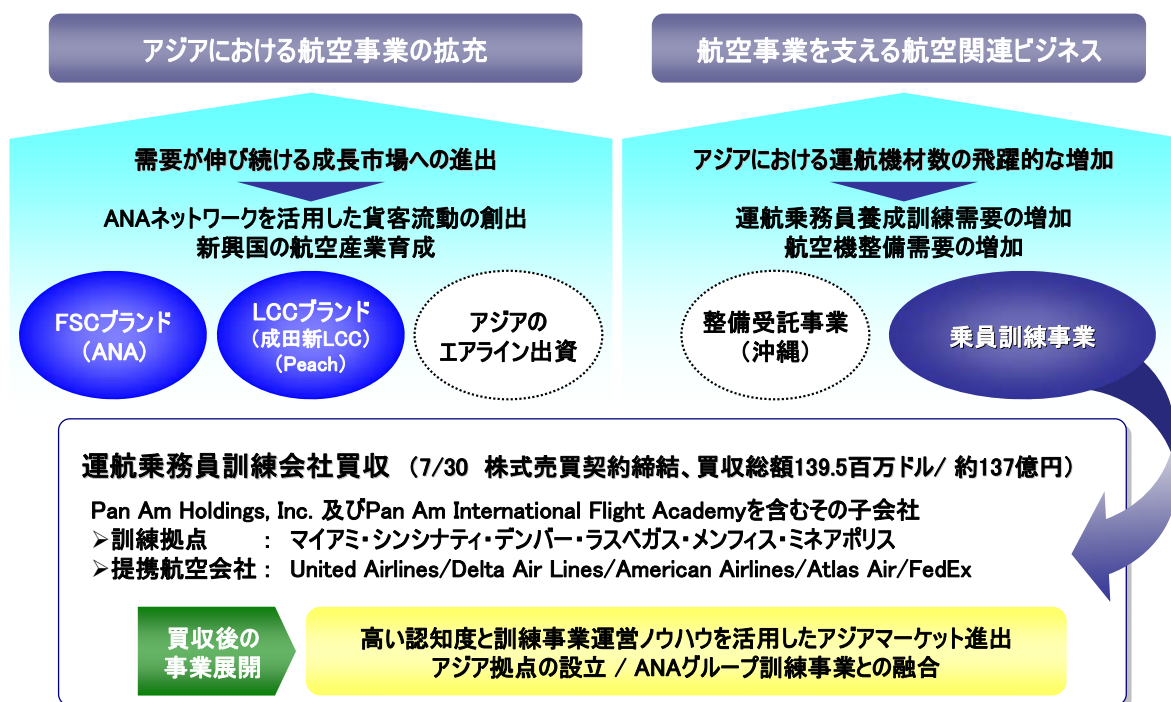 アジアにおける航空事業の拡充
需要が伸び続ける成長市場への進出
ANAネットワークを活用した貨客流動の創出
新興国の航空産業育成
FSCブランド
(ANA)
LCCブランド
(成田新LCC)
(Peach)
アジアの
エアライン出資
航空事業を支える航空関連ビジネス
アジアにおける運航機材数の飛躍的な増加
運航乗務員養成訓練需要の増加
航空機整備需要の増加
整備受託事業
(沖縄)
乗員訓練事業
運航乗務員訓練会社買収 (7/30 株式売買契約締結、買収総額139.5百万ドル/ 約137億円)
Pan Am Holdings, Inc. 及びPan Am International Flight Academyを含むその子会社
➢訓練拠点 : マイアミ・シンシナティ・デンバー・ラスベガス・メンフィス・ミネアポリス
➢提携航空会社 : United Airlines/Delta Air Lines/American Airlines/Atlas Air/FedEx
買収後の
事業展開
高い認知度と訓練事業運営ノウハウを活用したアジアマーケット進出
アジア拠点の設立 / ANAグループ訓練事業との融合